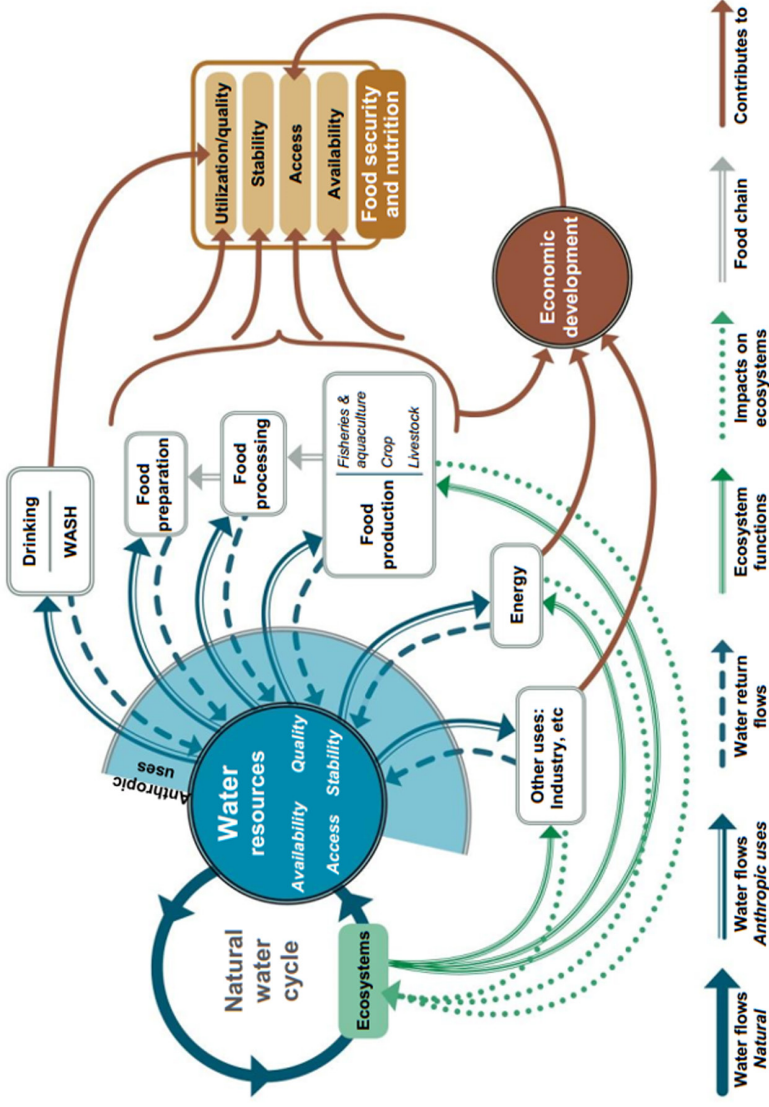 Drinking
WASH
Food
preparation
Food
processing
Food
production
Fisheries &
aquaculture
Crop
Livestock
Energy
Other uses:
Industry, etc
Anthropic
uses
Water
resources
Availability
Quality
Access
Stability
Natural
water
cycle
Ecosystems
Utilization/quality
Stability
Access
Availability
Food security
and nutrition
Economic
development
Water flows
Natural
Water flows
Anthropic uses
Water return
flows
Ecosystem
functions
Impacts on
ecosystems
Food chain
Contributes to